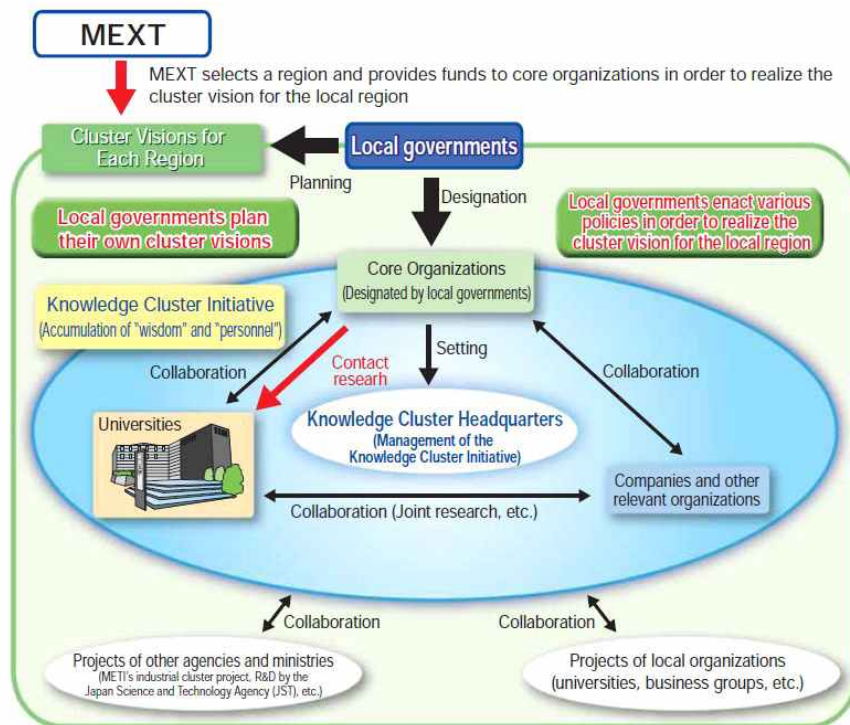 MEXT
MEXT selects a region and provides funds to core organizations in order to realize the
cluster vision for the local region
Cluster Visions for
Each Region
Local governments
Planning
Designation
Local governments plan
their own cluster visions
Local governments enact various
policies in order to realize the
cluster vision for the local region
Core Organizations
(Designated by local governments)
Knowledge Cluster Initiative
(Accumulation of "wisdom" and "personnel")
Collaboration
Contact
researh
Setting
Collaboration
Universities
Knowledge Cluster Headquarters
(Management of the
Knowledge Cluster Initiative)
Companies and other
relevant organizations
Collaboration (Joint research, etc.)
Collaboration
Collaboration
Projects of other agencies and ministries
(METI's industrial cluster project, R&D by the
Japan Science and Technology Agency (JST), etc.)
Projects of local organizations
(universities, business groups, etc.)